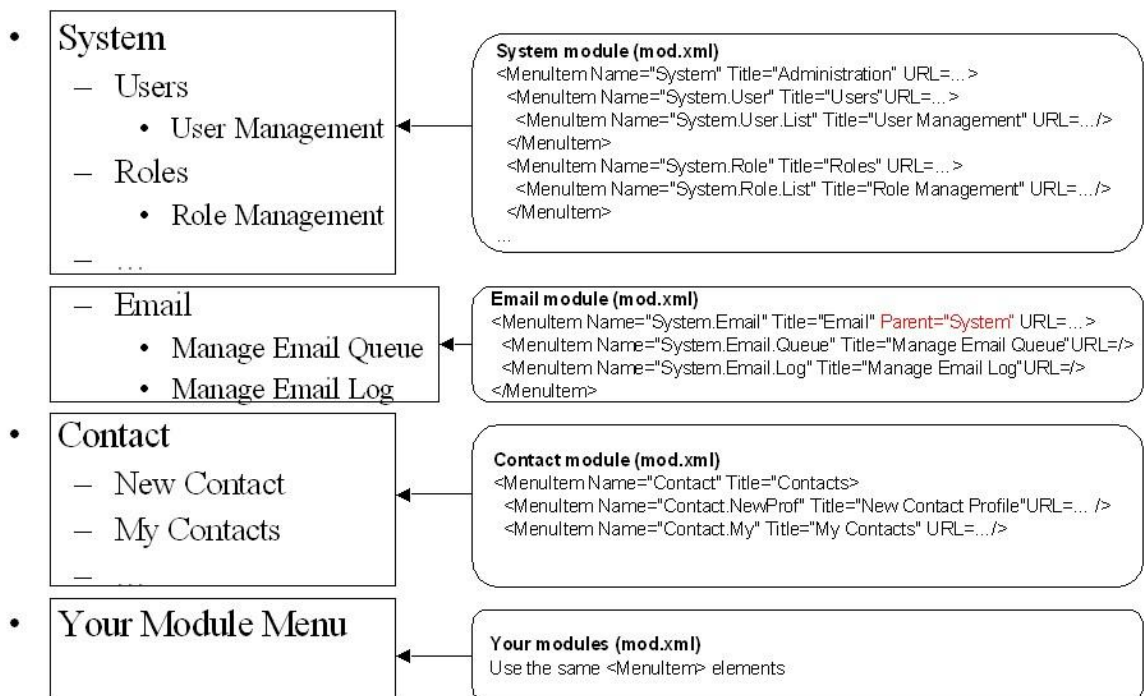 • System
– Users
• User Management
– Roles
• Role Management
– ...
System module (mod.xml)
<MenuItem Name="System" Title="Administration" URL=...>
<MenuItem Name="System.User" Title="Users"URL=...>
<MenuItem Name="System.User.List" Title="User Management" URL=.../>
</MenuItem>
<MenuItem Name="System.Role" Title="Roles" URL=...>
<MenuItem Name="System.Role.List" Title="Role Management" URL=.../>
</MenuItem>
...
– Email
• Manage Email Queue
• Manage Email Log
Email module (mod.xml)
<MenuItem Name="System.Email" Title="Email" Parent="System" URL=...>
<MenuItem Name="System.Email.Queue" Title="Manage Email Queue"URL=/>
<MenuItem Name="System.Email.Log" Title="Manage Email Log"URL=/>
</MenuItem>
• Contact
– New Contact
– My Contacts
– ...
Contact module (mod.xml)
<MenuItem Name="Contact" Title="Contacts>
<MenuItem Name="Contact.NewProf" Title="New Contact Profile"URL=... />
<MenuItem Name="Contact.My" Title="My Contacts" URL=.../>
• Your Module Menu
Your modules (mod.xml)
Use the same <MenuItem> elements